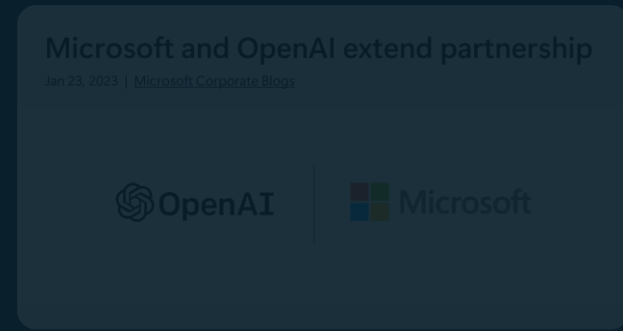 Microsoft and OpenAI extend partnership
Jan 23, 2023 | Microsoft Corporate Blogs
OpenAI
Microsoft